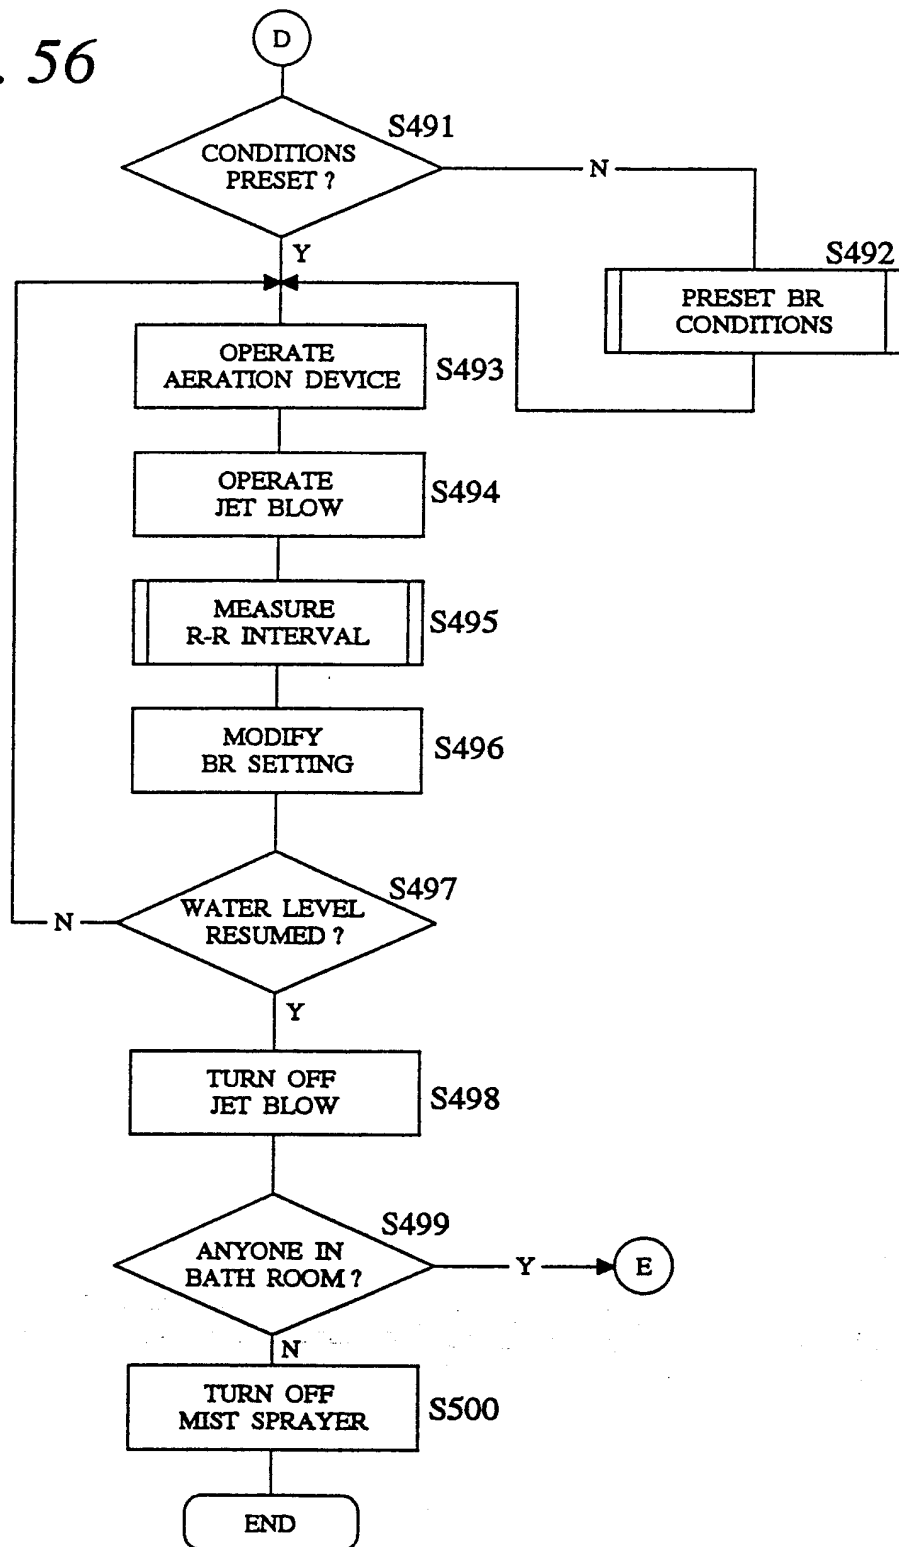 . 56
D
S491
CONDITIONS
PRESET ?
N
Y
S492
PRESET BR
CONDITIONS
OPERATE
AERATION DEVICE
S493
OPERATE
JET BLOW
S494
MEASURE
R-R INTERVAL
S495
MODIFY
BR SETTING
S496
S497
WATER LEVEL
RESUMED ?
N
Y
TURN OFF
JET BLOW
S498
S499
ANYONE IN
BATH ROOM ?
Y
E
N
TURN OFF
MIST SPRAYER
S500
END